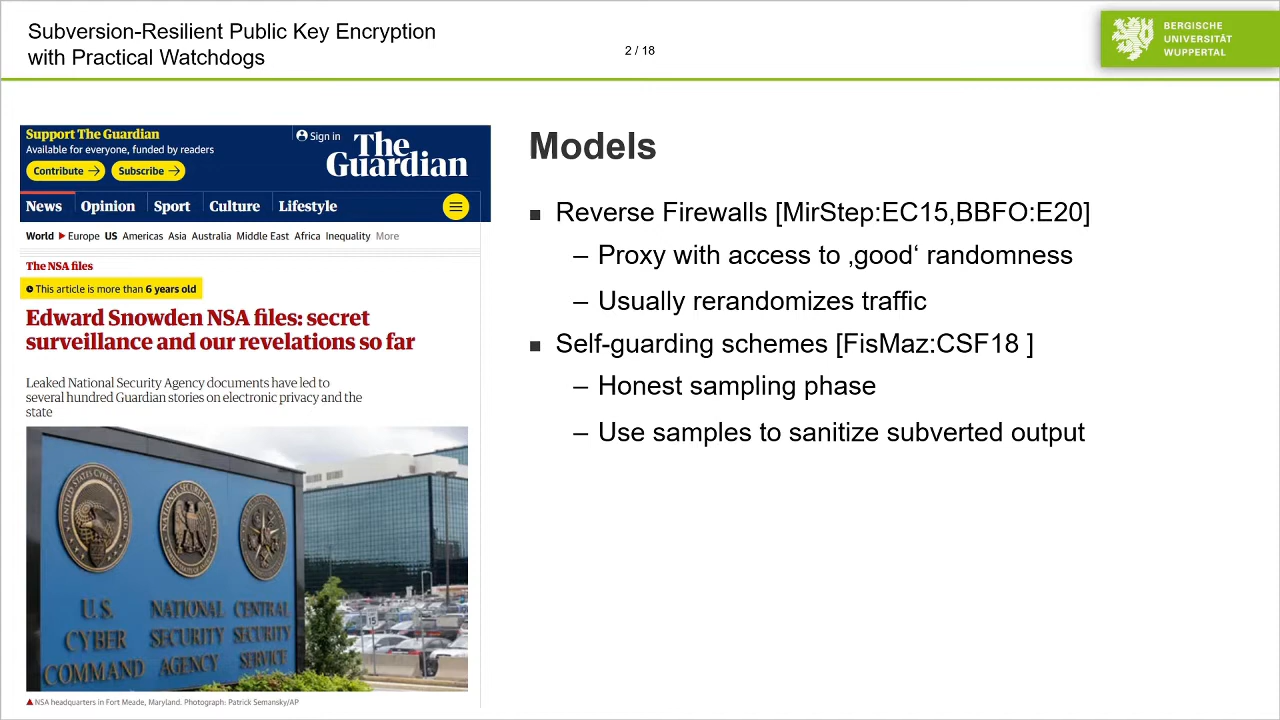 Subversion-Resilient Public Key Encryption
with Practical Watchdogs
2 / 18
BERGISCHE
UNIVERSITÄT
WUPPERTAL
Support The Guardian
Available for everyone, funded by readers
Contribute →
Subscribe →
Sign in
The
Guardian
News
Opinion
Sport
Culture
Lifestyle
World ▶ Europe US Americas Asia Australia Middle East Africa Inequality More
The NSA files
This article is more than 6 years old
Edward Snowden NSA files: secret
surveillance and our revelations so far
Leaked National Security Agency documents have led to
several hundred Guardian stories on electronic privacy and the
state
U.S.
CYBER
COMMAND
NATIONAL
SECURITY
AGENCY
CENTRAL
SECURITY
SERVICE
15
▲ NSA headquarters in Fort Meade, Maryland. Photograph: Patrick Semansky/AP
Models
▪ Reverse Firewalls [MirStep:EC15,BBFO:E20]
– Proxy with access to ‚good‘ randomness
– Usually rerandomizes traffic
▪ Self-guarding schemes [FisMaz:CSF18 ]
– Honest sampling phase
– Use samples to sanitize subverted output